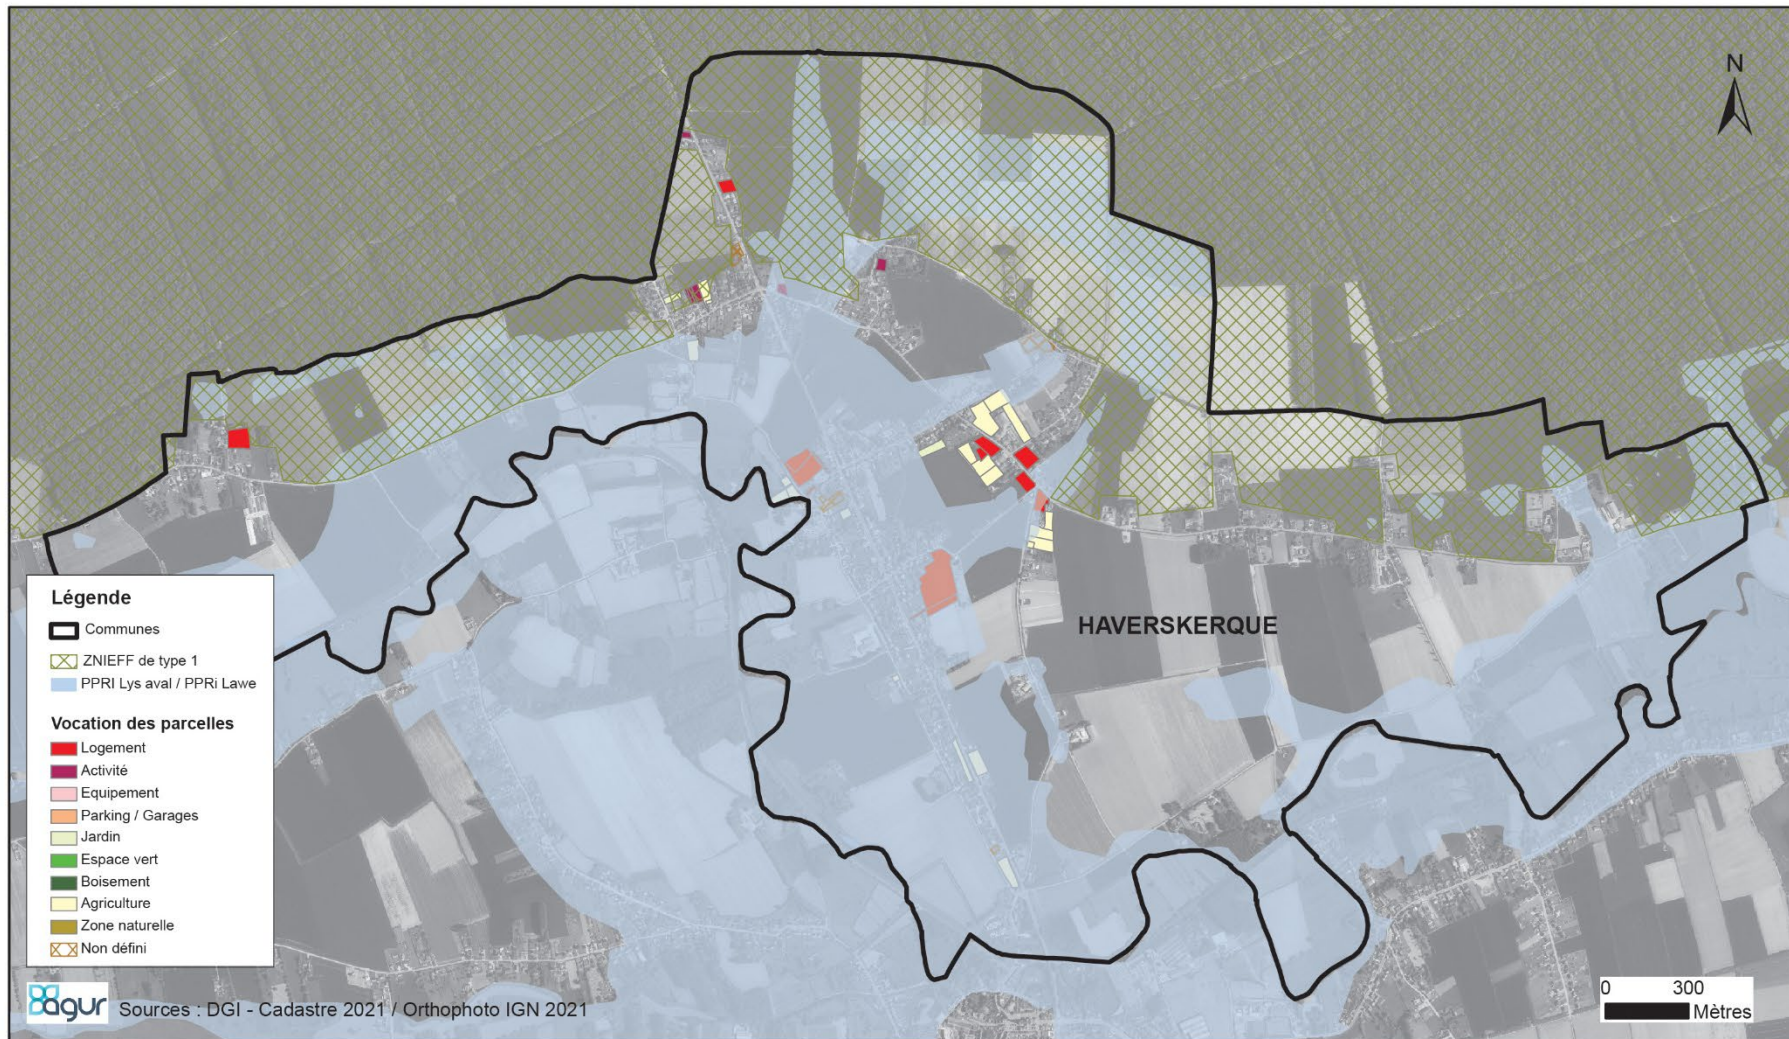 N
HAVERSKERQUE
Légende
Communes
ZNIEFF de type 1
PPRI Lys aval / PPRi Lawe
Vocation des parcelles
Logement
Activité
Equipement
Parking / Garages
Jardin
Espace vert
Boisement
Agriculture
Zone naturelle
Non défini
agur
Sources : DGI - Cadastre 2021 / Orthophoto IGN 2021
0 300
Mètres